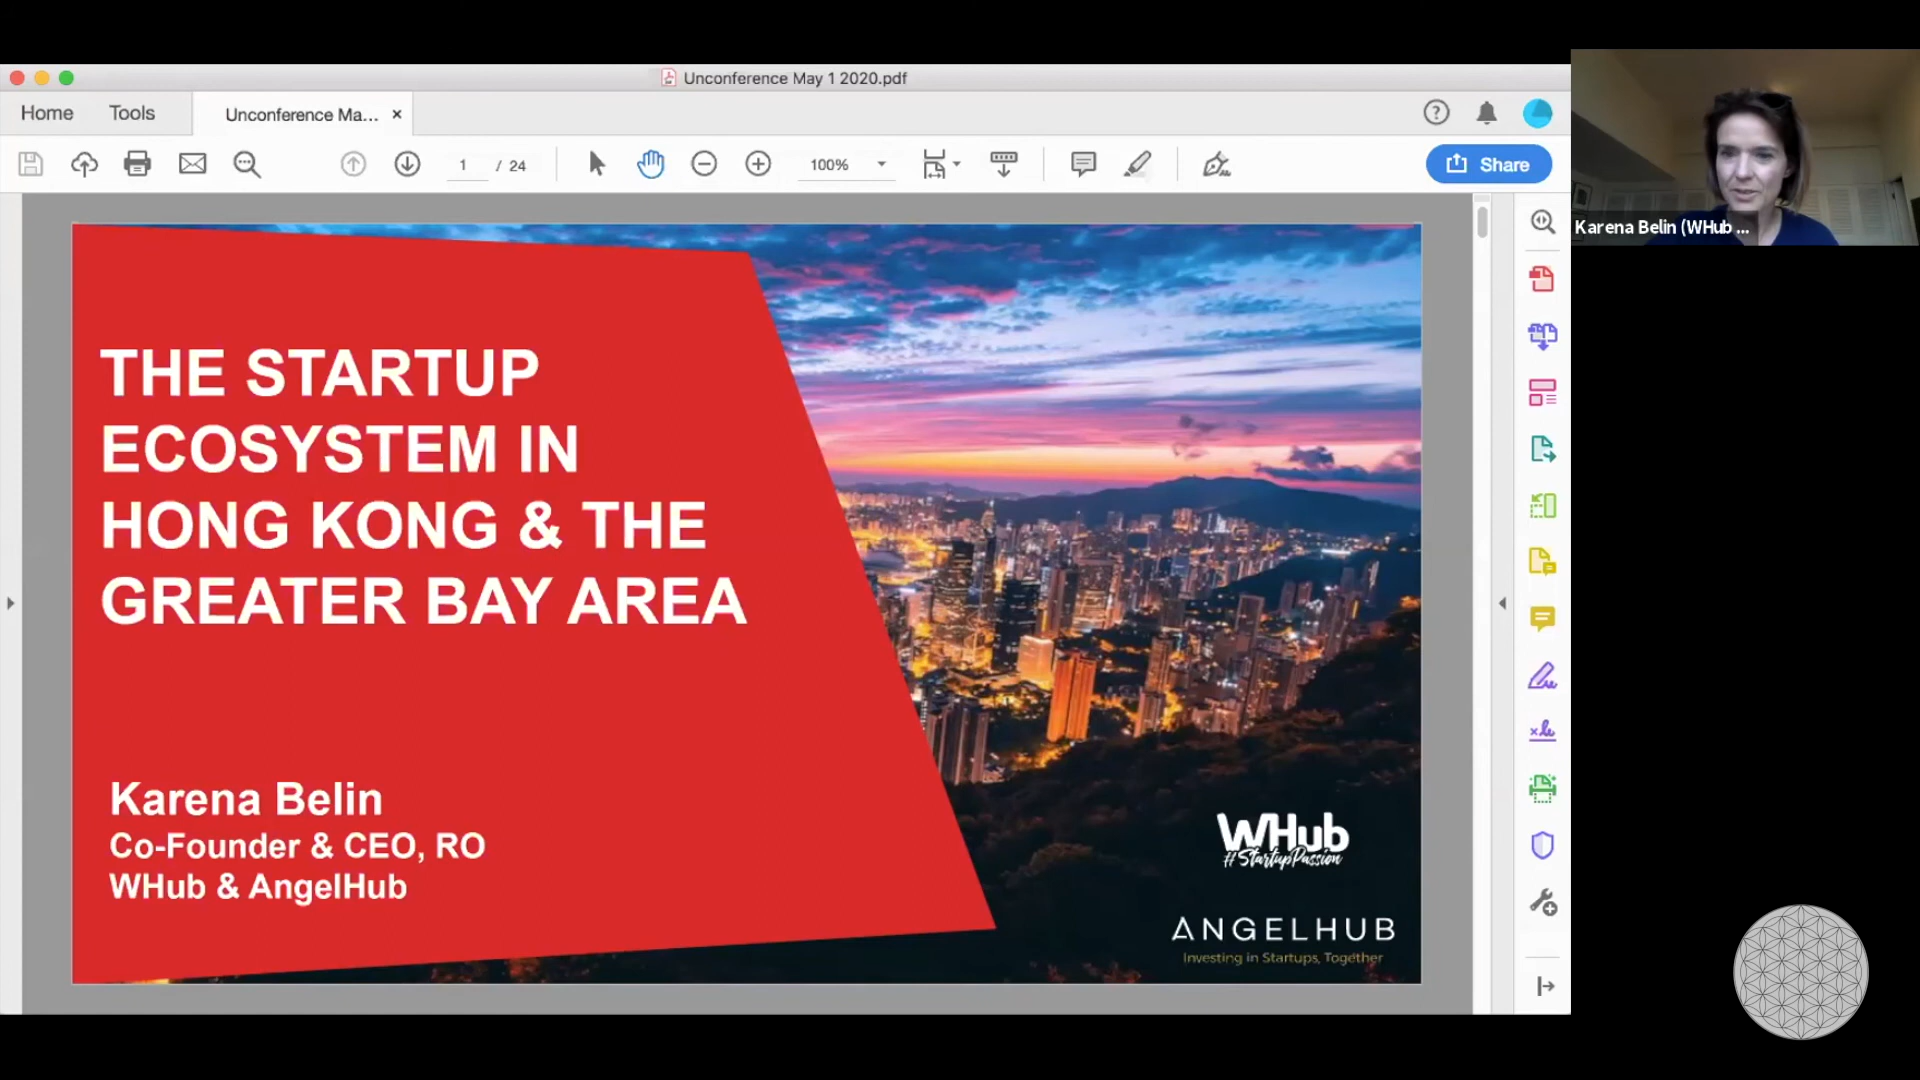 Unconference May 1 2020.pdf
Home
Tools
Unconference Ma... ×
1 / 24
100%
Share
Karena Belin (WHub ...
THE STARTUP
ECOSYSTEM IN
HONG KONG & THE
GREATER BAY AREA
Karena Belin
Co-Founder & CEO, RO
WHub & AngelHub
WHub
#StartupPassion
ANGELHUB
Investing in Startups, Together